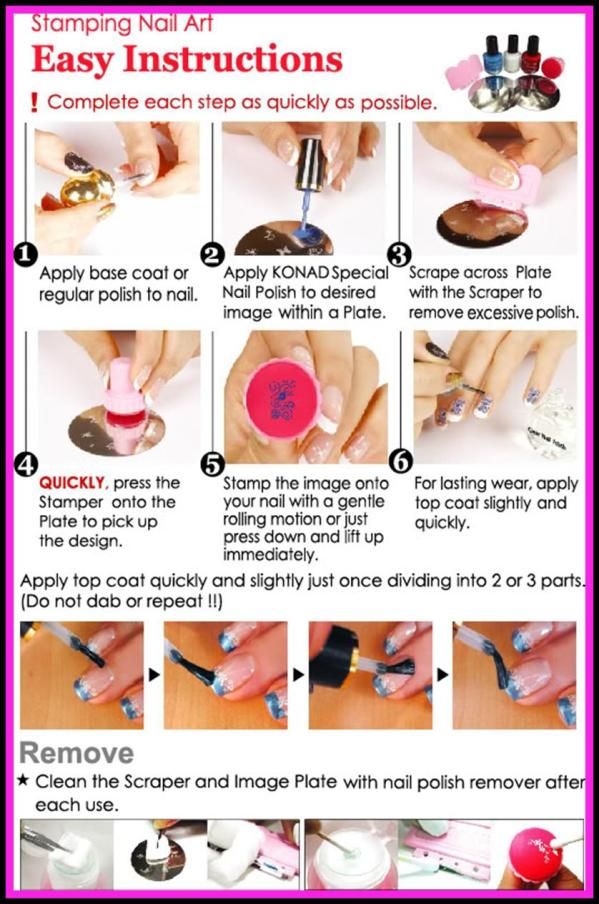 Stamping Nail Art
Easy Instructions
! Complete each step as quickly as possible.
1
Apply base coat or
regular polish to nail.
2
Apply KONAD Special
Nail Polish to desired
image within a Plate.
3
Scrape across Plate
with the Scraper to
remove excessive polish.
4
QUICKLY, press the
Stamper onto the
Plate to pick up
the design.
5
Stamp the image onto
your nail with a gentle
rolling motion or just
press down and lift up
immediately.
6
Clear Nail Polish
For lasting wear, apply
top coat slightly and
quickly.
Apply top coat quickly and slightly just once dividing into 2 or 3 parts.
(Do not dab or repeat !!)
Remove
★ Clean the Scraper and Image Plate with nail polish remover after
each use.